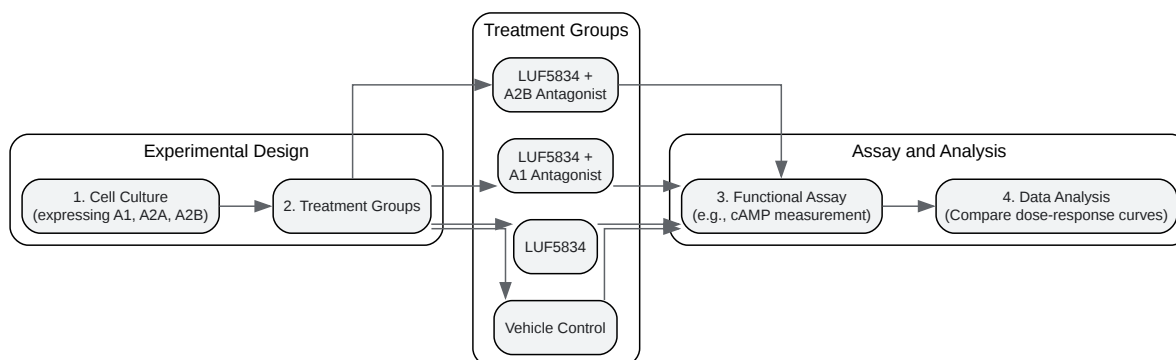 Treatment Groups
LUF5834 +
A2B Antagonist
Experimental Design
Assay and Analysis
LUF5834 +
A1 Antagonist
1. Cell Culture
(expressing A1, A2A, A2B)
2. Treatment Groups
3. Functional Assay
(e.g., cAMP measurement)
4. Data Analysis
(Compare dose-response curves)
LUF5834
Vehicle Control